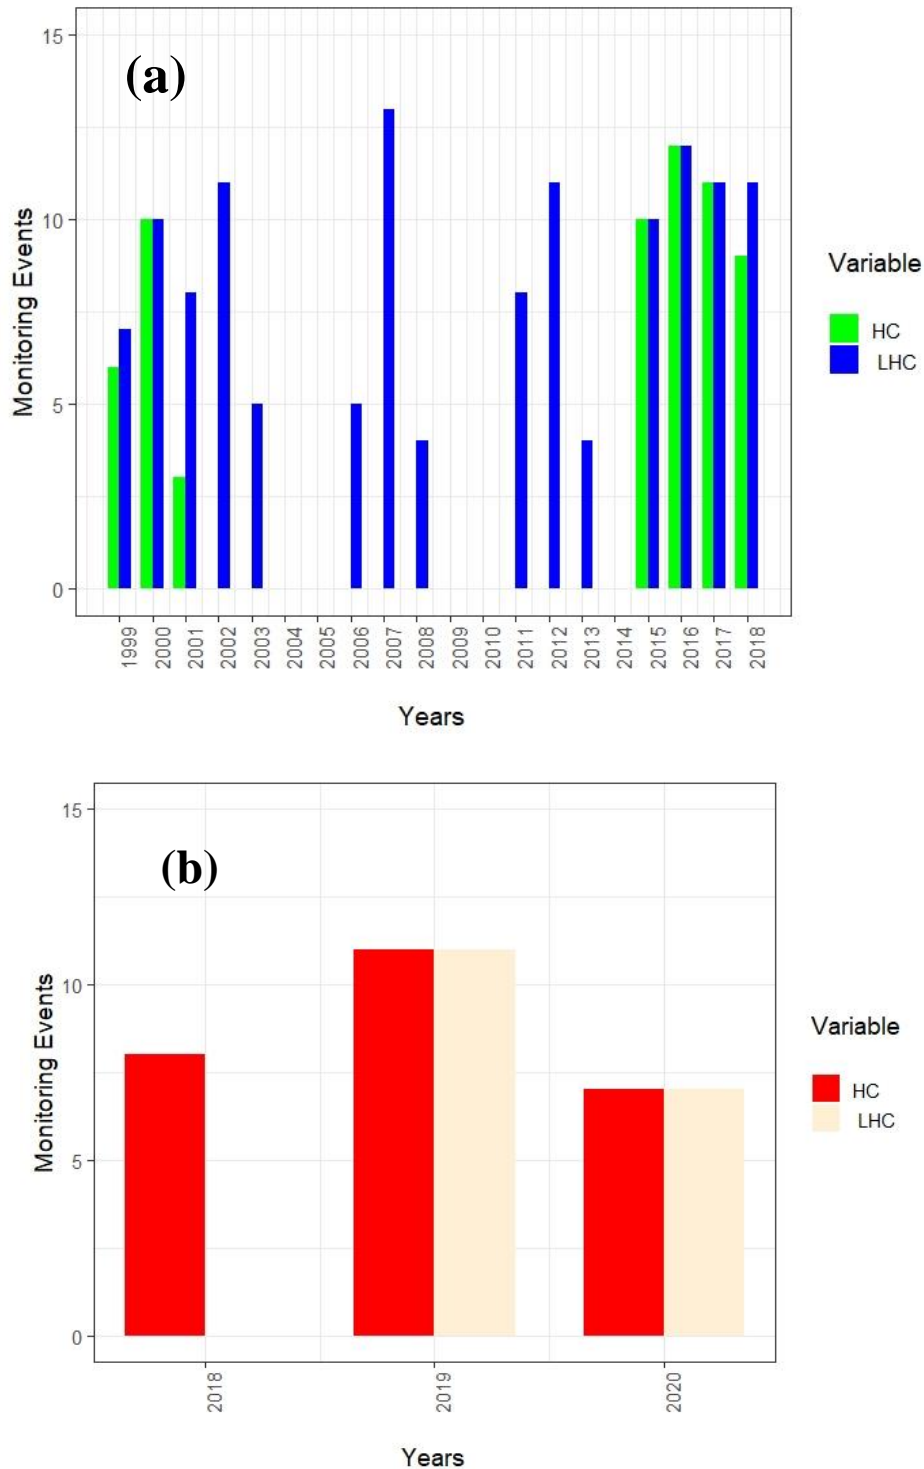 (a)
15
10
5
0
Monitoring Events
1999 2000 2001 2002 2003 2004 2005 2006 2007 2008 2009 2010 2011 2012 2013 2014 2015 2016 2017 2018
Years
Variable
HC
LHC
(b)
15
10
5
0
Monitoring Events
2018 2019 2020
Years
Variable
HC
LHC